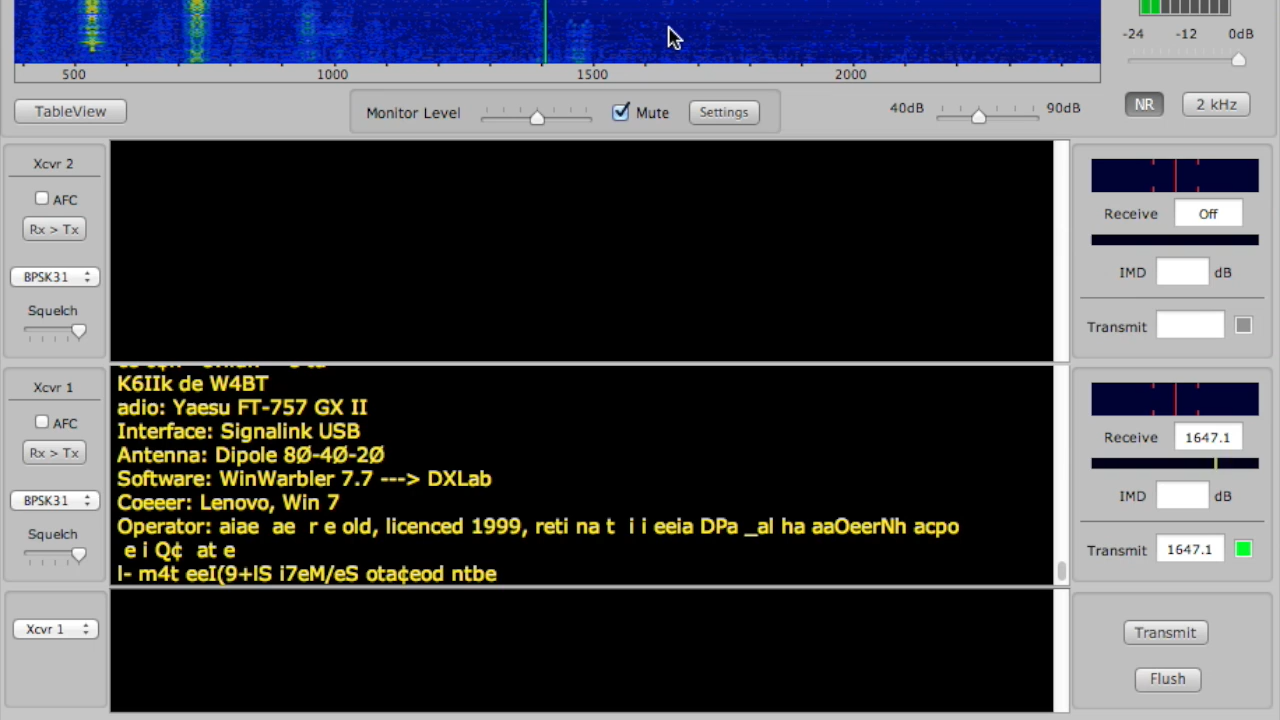 -24 -12 0dB
500 1000 1500 2000
TableView Monitor Level Mute Settings 40dB 90dB NR 2 kHz
Xcvr 2
AFC
Rx > Tx
BPSK31
Squelch
Receive Off
IMD dB
Transmit
Xcvr 1
AFC
Rx > Tx
BPSK31
Squelch
K6IIk de W4BT
adio: Yaesu FT-757 GX II
Interface: Signalink USB
Antenna: Dipole 8Ø-4Ø-2Ø
Software: WinWarbler 7.7 ---> DXLab
Coeeer: Lenovo, Win 7
Operator: aiae ae r e old, licenced 1999, reti na t i i eeia DPa _al ha aaOeerNh acpo
e i Q¢ at e
l- m4t eeI(9+lS i7eM/eS ota¢eod ntbe
Receive 1647.1
IMD dB
Transmit 1647.1
Xcvr 1
Transmit
Flush